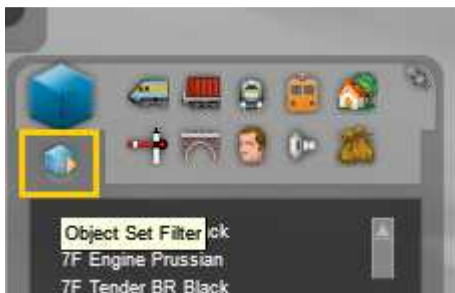 Object Set Filter ck
7F Engine Prussian
7F Tender BR Black